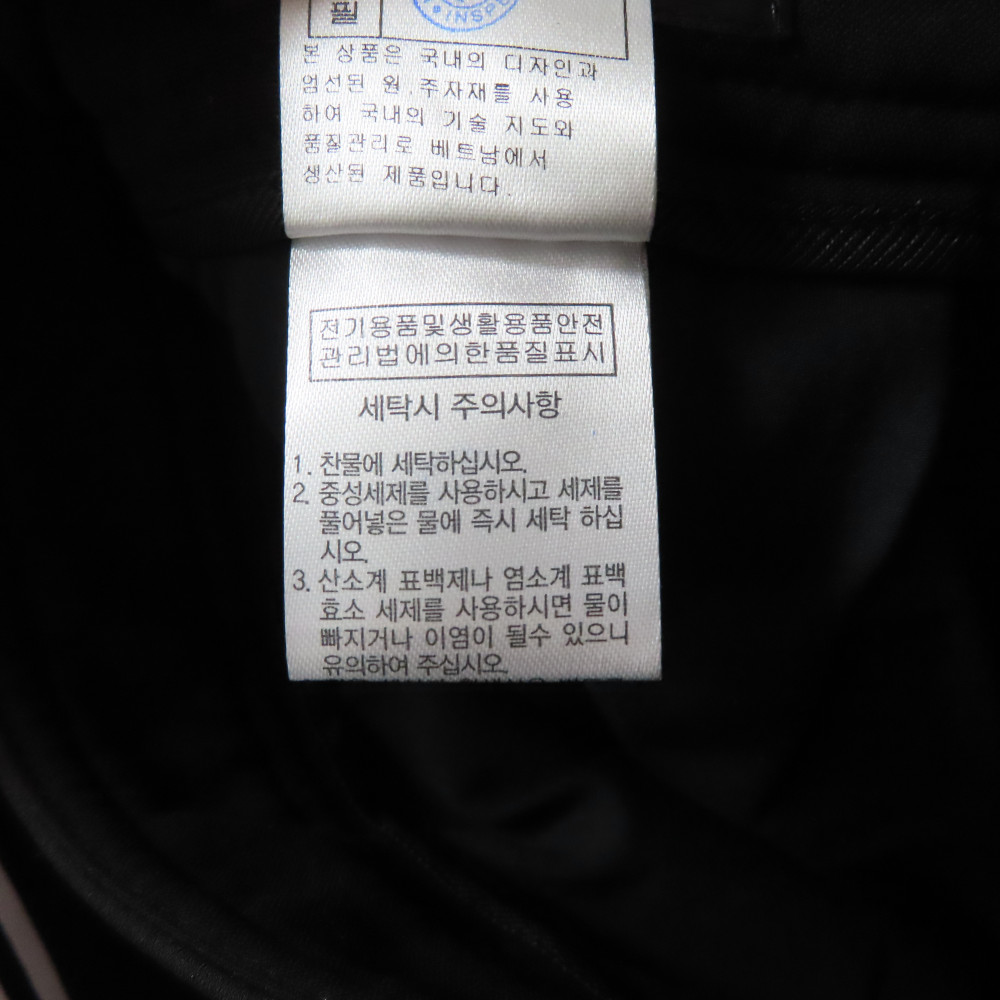 필
INSPE
본 상품은 국내의 디자인과
엄선된 원.주자재를 사용
하여 국내의 기술 지도와
품질관리로 베트남에서
생산된 제품입니다.
전기용품및생활용품안전
관리법에의한품질표시
세탁시 주의사항
1. 찬물에 세탁하십시오.
2. 중성세제를 사용하시고 세제를
풀어넣은 물에 즉시 세탁 하십
시오.
3. 산소계 표백제나 염소계 표백
효소 세제를 사용하시면 물이
빠지거나 이염이 될수 있으니
유의하여 주십시오.